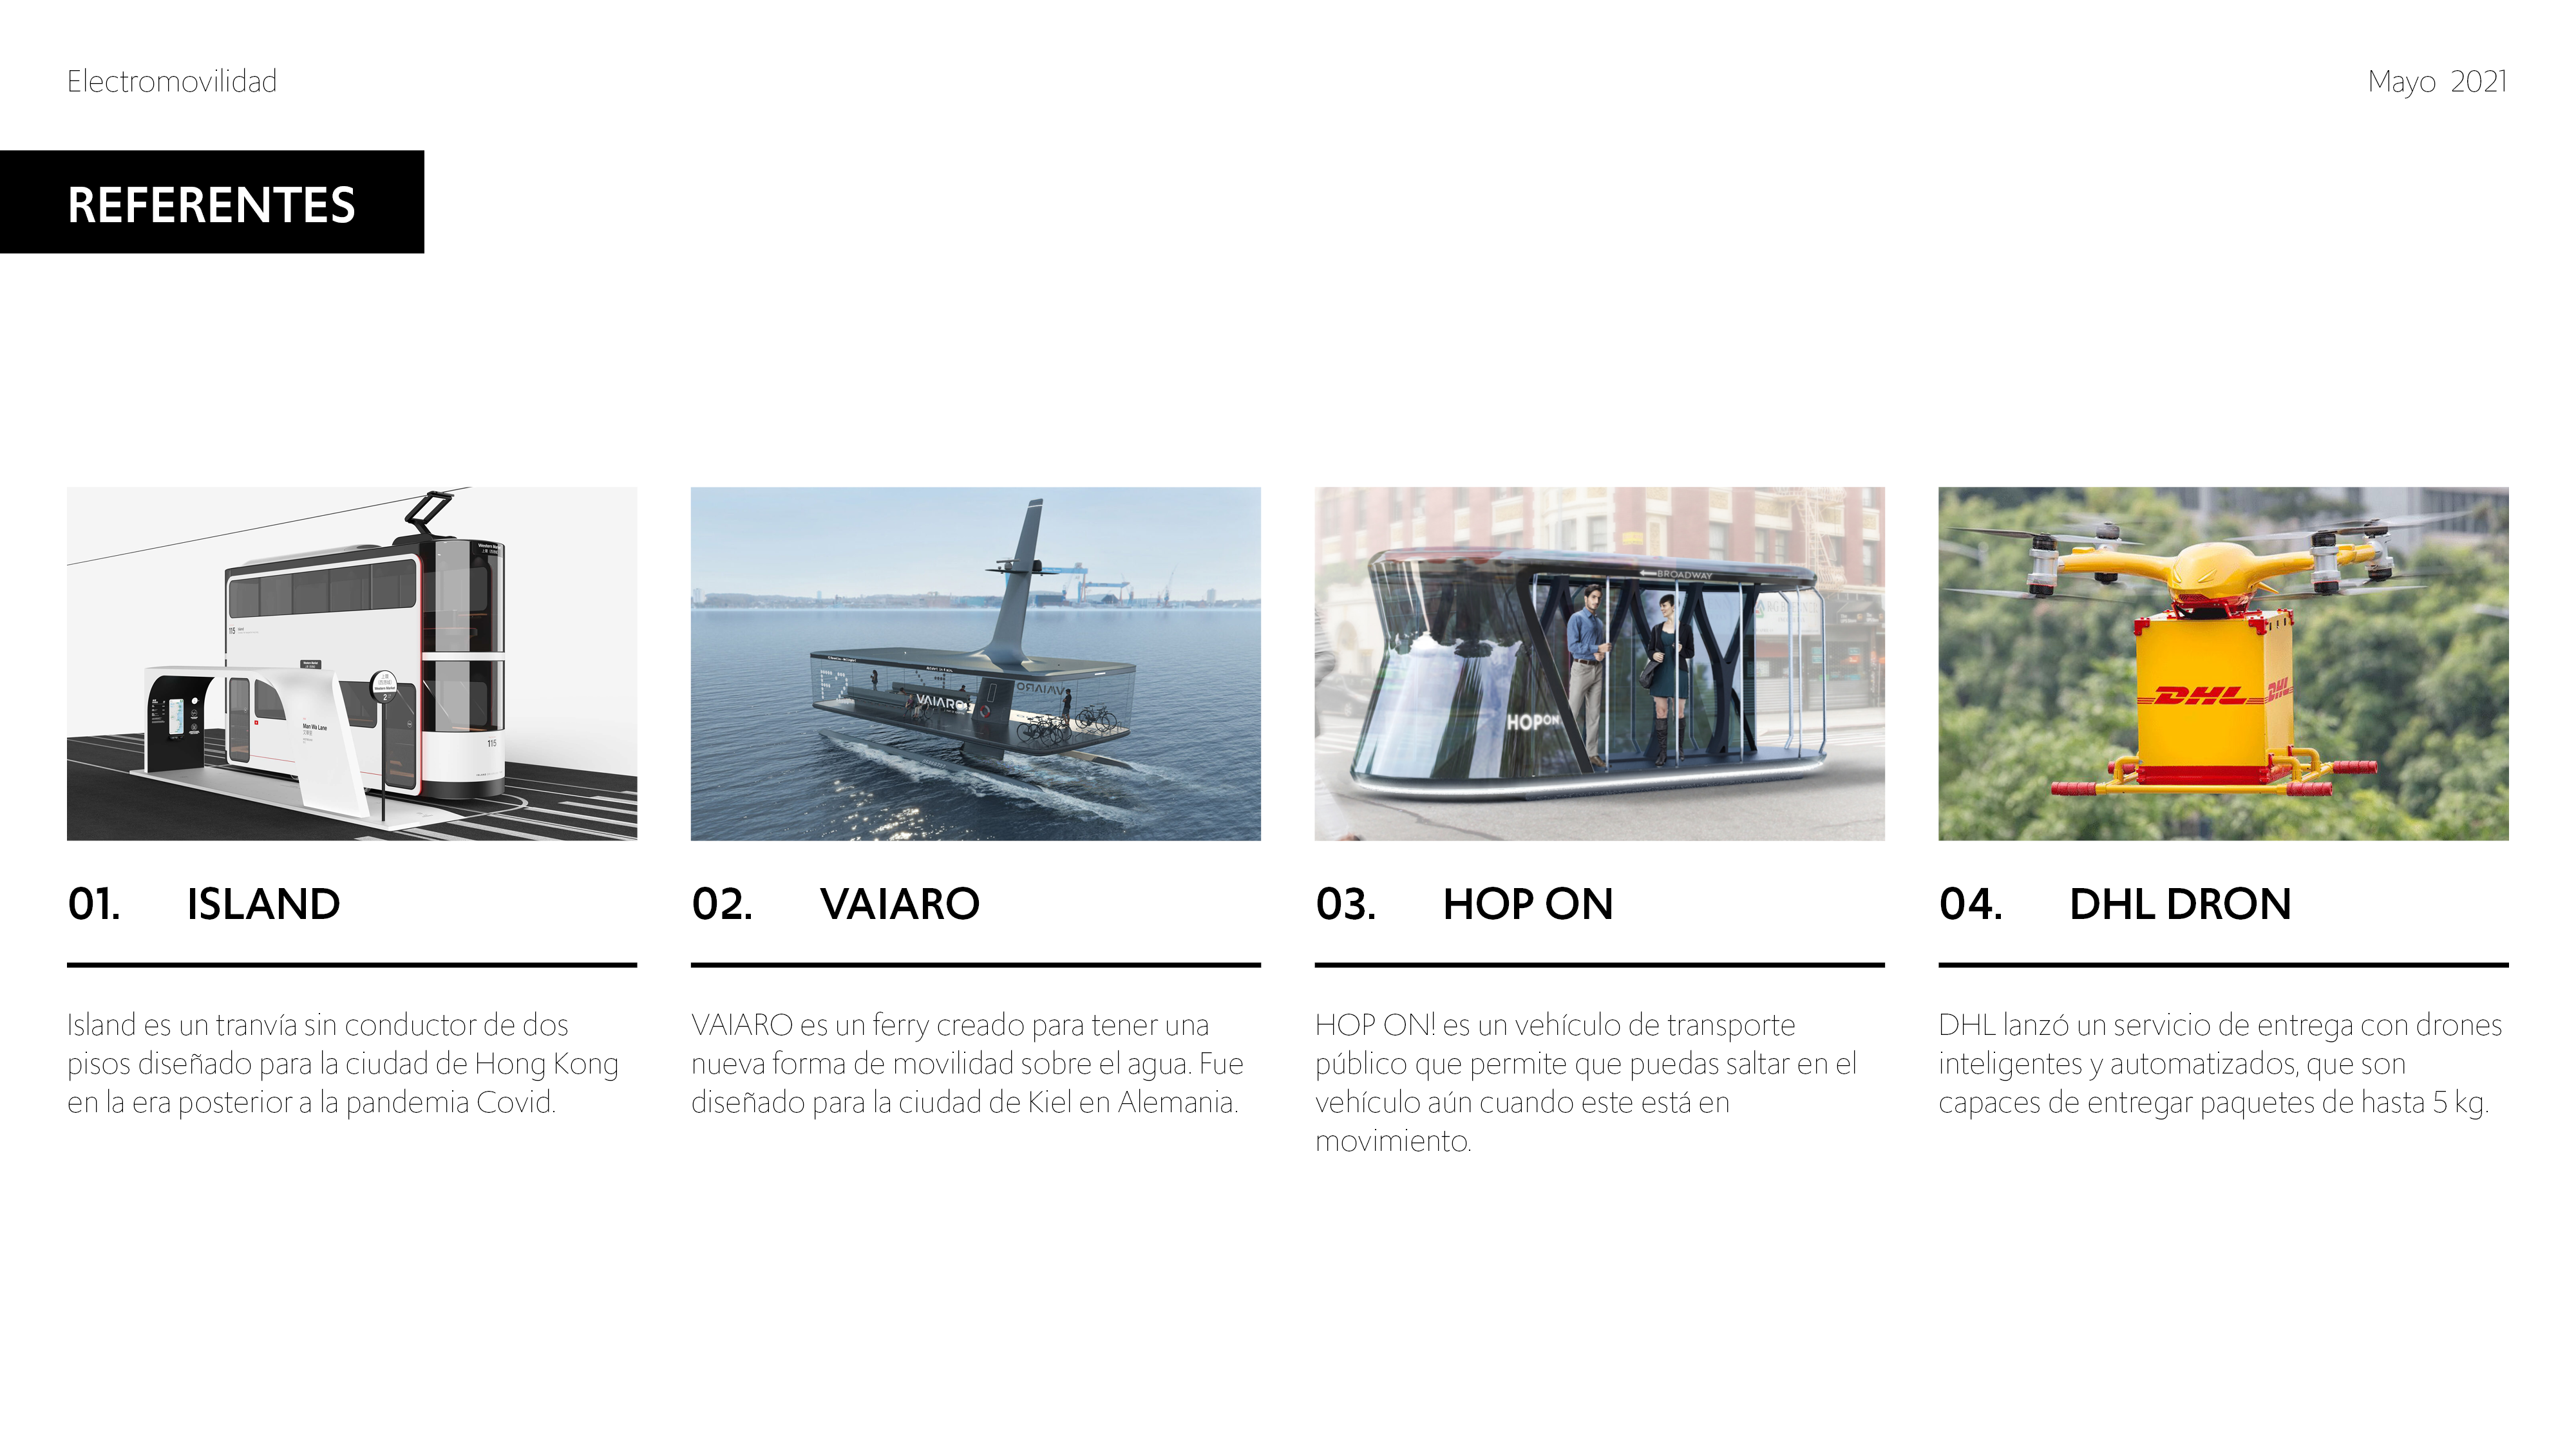 Electromovilidad
Mayo 2021
REFERENTES
115
Man Wa Lane
Western Market
2
115
VAIARO
VAIARO
BROADWAY
HOPON
DHL
DHL
01. ISLAND
Island es un tranvía sin conductor de dos
pisos diseñado para la ciudad de Hong Kong
en la era posterior a la pandemia Covid.
02. VAIARO
VAIARO es un ferry creado para tener una
nueva forma de movilidad sobre el agua. Fue
diseñado para la ciudad de Kiel en Alemania.
03. HOP ON
HOP ON! es un vehículo de transporte
público que permite que puedas saltar en el
vehículo aún cuando este está en
movimiento.
04. DHL DRON
DHL lanzó un servicio de entrega con drones
inteligentes y automatizados, que son
capaces de entregar paquetes de hasta 5 kg.